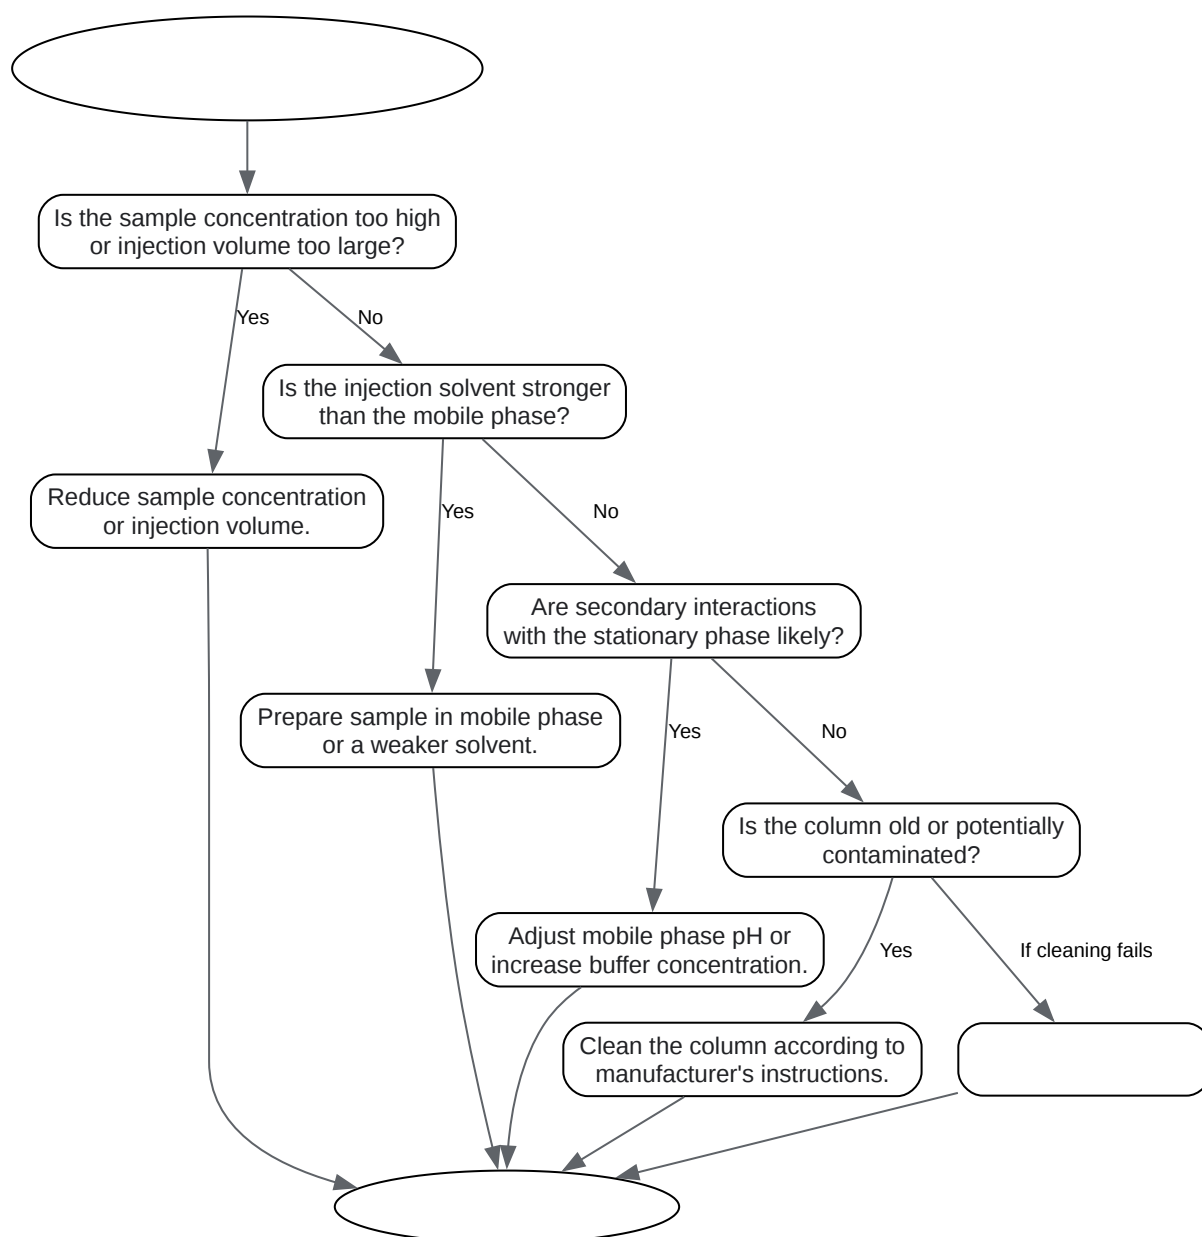 Is the sample concentration too high
or injection volume too large?
Yes
No
Is the injection solvent stronger
than the mobile phase?
Reduce sample concentration
or injection volume.
Yes
No
Are secondary interactions
with the stationary phase likely?
Prepare sample in mobile phase
or a weaker solvent.
Yes
No
Is the column old or potentially
contaminated?
Adjust mobile phase pH or
increase buffer concentration.
Yes
If cleaning fails
Clean the column according to
manufacturer's instructions.